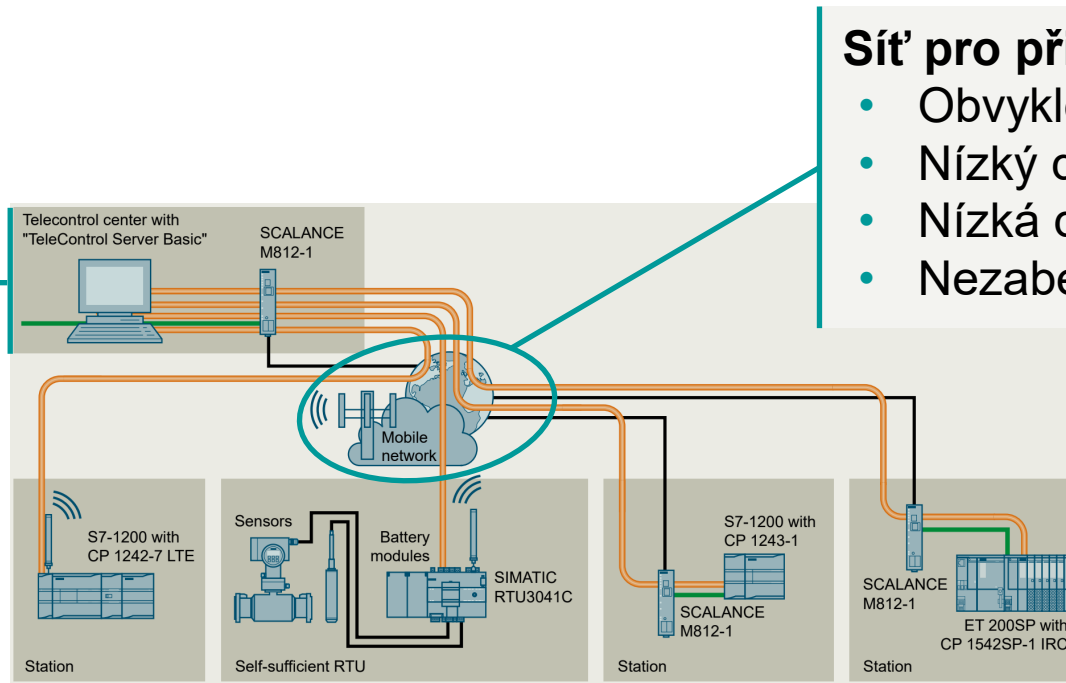 Síť pro
• Obvykl
• Nízký
• Nízká
• Nezabe
Telecontrol center with
"TeleControl Server Basic"
SCALANCE
M812-1
Mobile
network
S7-1200 with
CP 1242-7 LTE
Station
Sensors
Battery
modules
SIMATIC
RTU3041C
Self-sufficient RTU
S7-1200 with
CP 1243-1
SCALANCE
M812-1
Station
SCALANCE
M812-1
ET 200SP with
CP 1542SP-1 IRC
Station